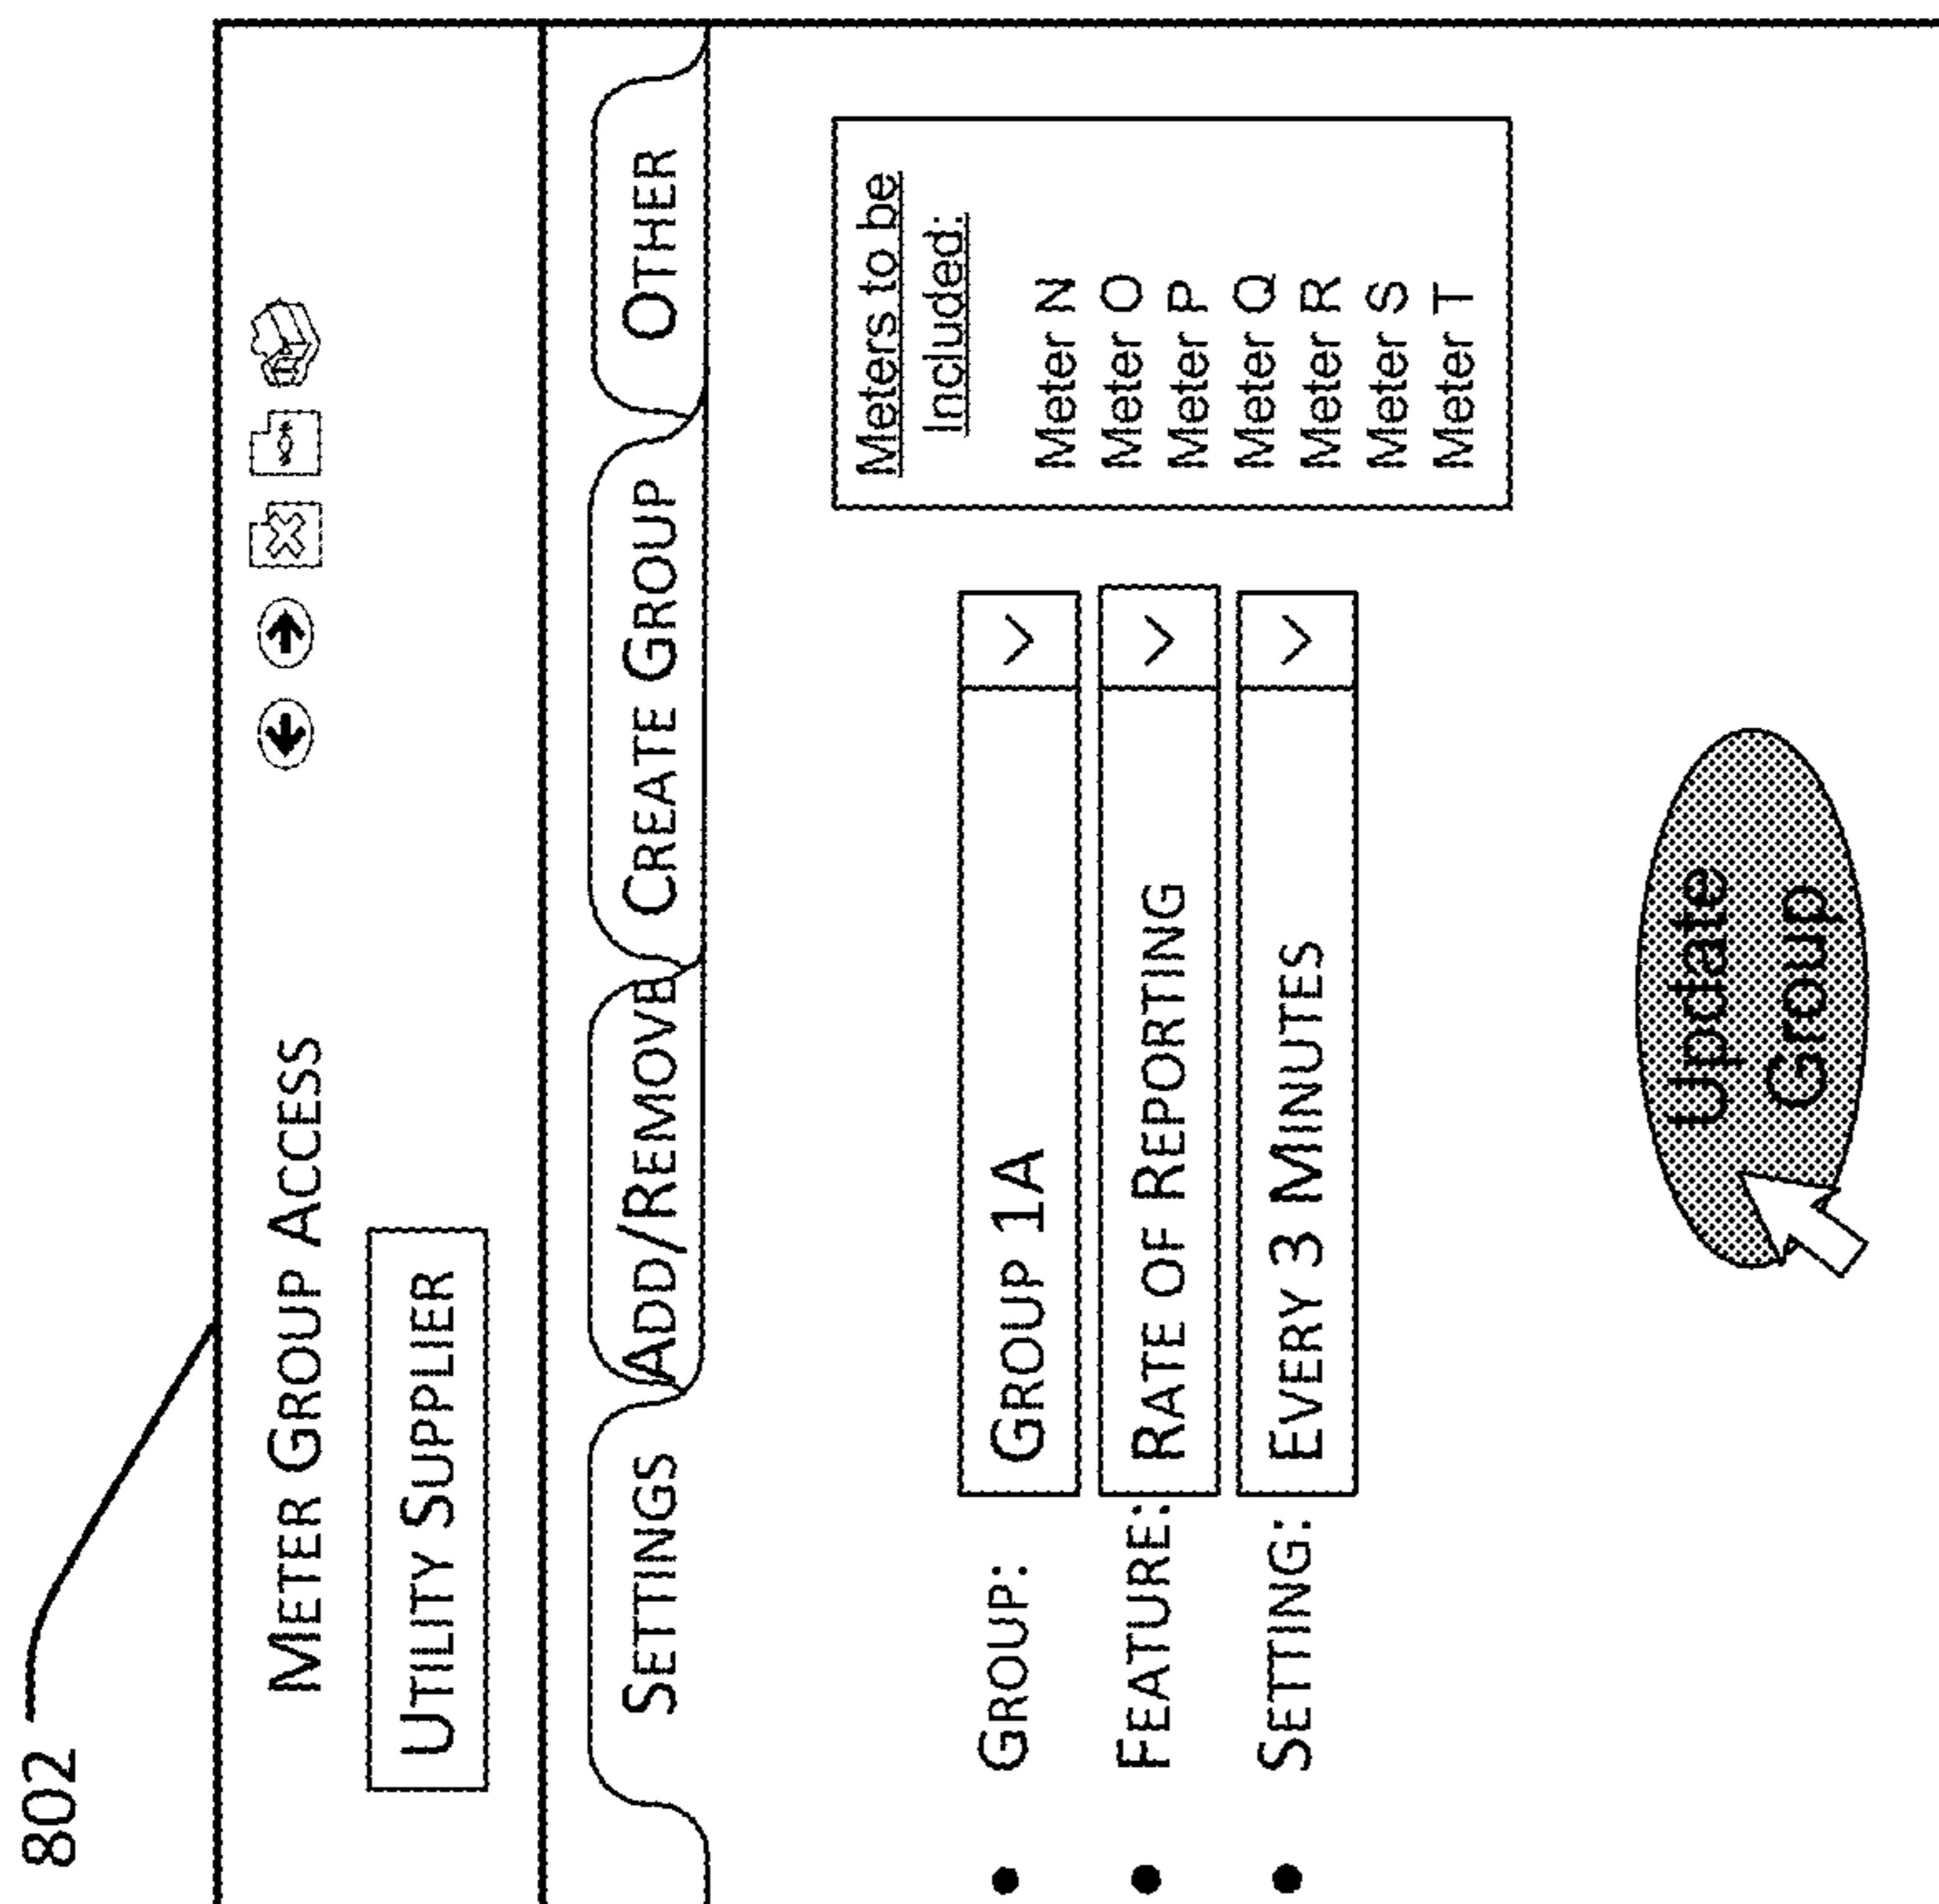 802
METER GROUP ACCESS
UTILITY SUPPLIER
SETTINGS ADD/REMOVE CREATE GROUP OTHER
Meters to be
Included:
Meter N
Meter O
Meter P
Meter Q
Meter R
Meter S
Meter T
• GROUP: GROUP 1A
• FEATURE: RATE OF REPORTING
• SETTING: EVERY 3 MINUTES
Update
Group